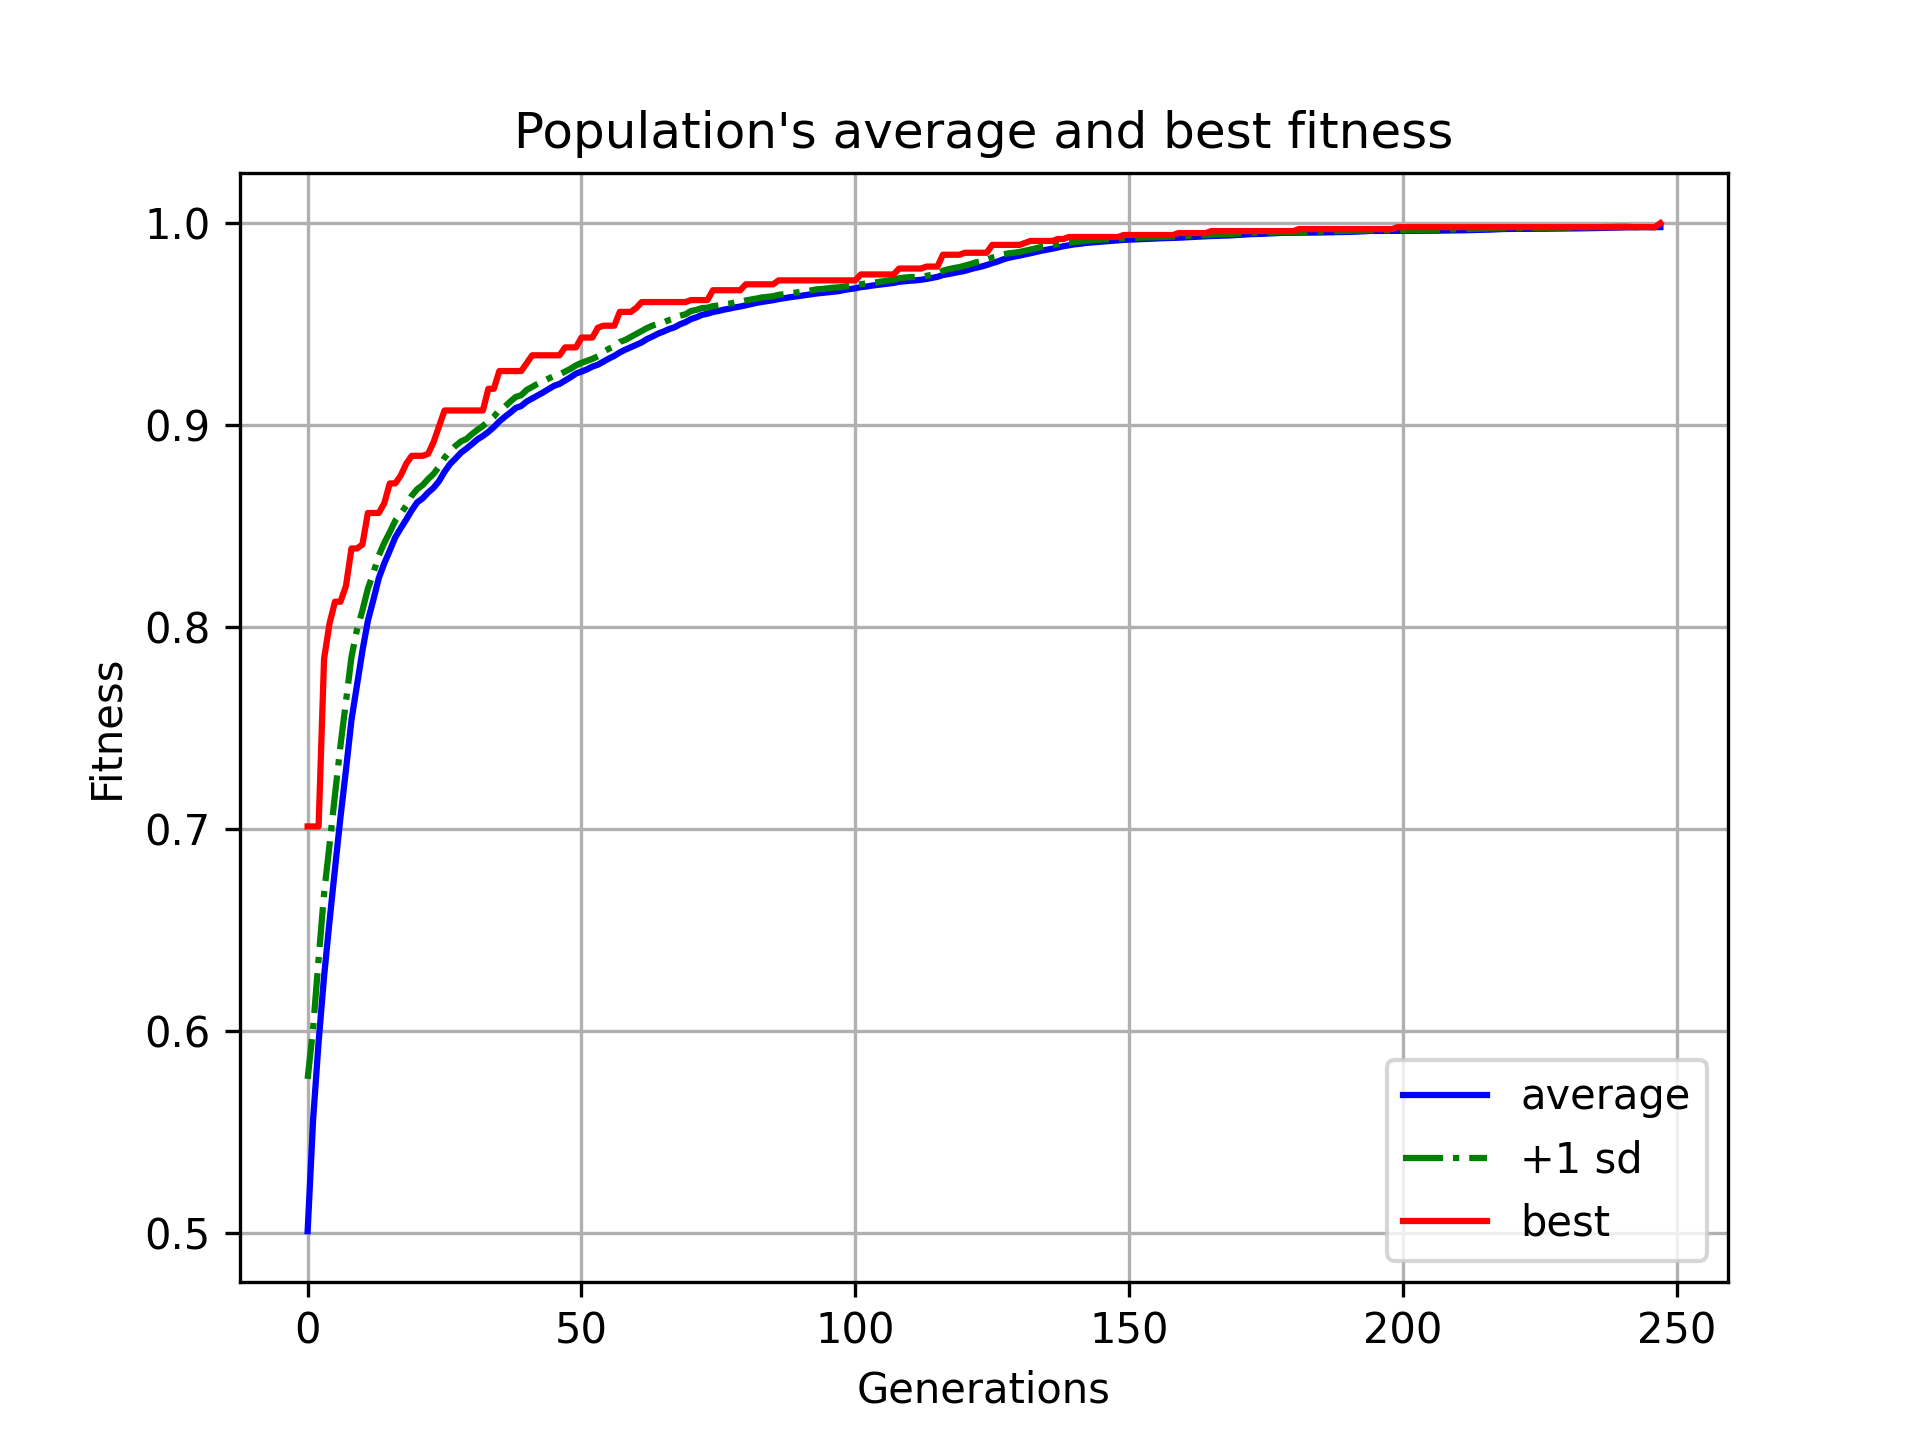 Population's average and best fitness
1.0
0.9
0.8
0.7
0.6
0.5
Fitness
0 50 100 150 200 250
Generations
average
+1 sd
best